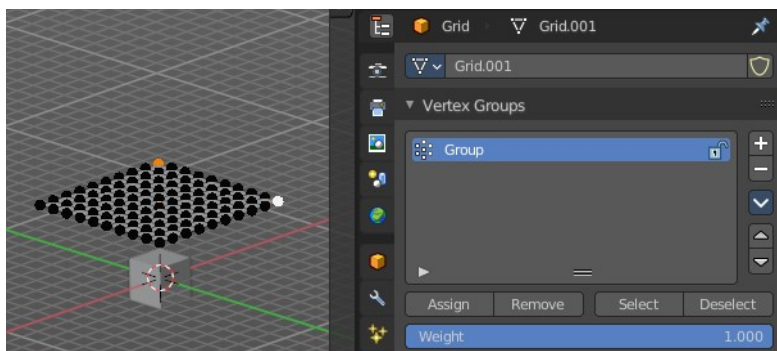 Grid Grid.001
Grid.001
Vertex Groups
Group
Assign Remove Select Deselect
Weight 1.000